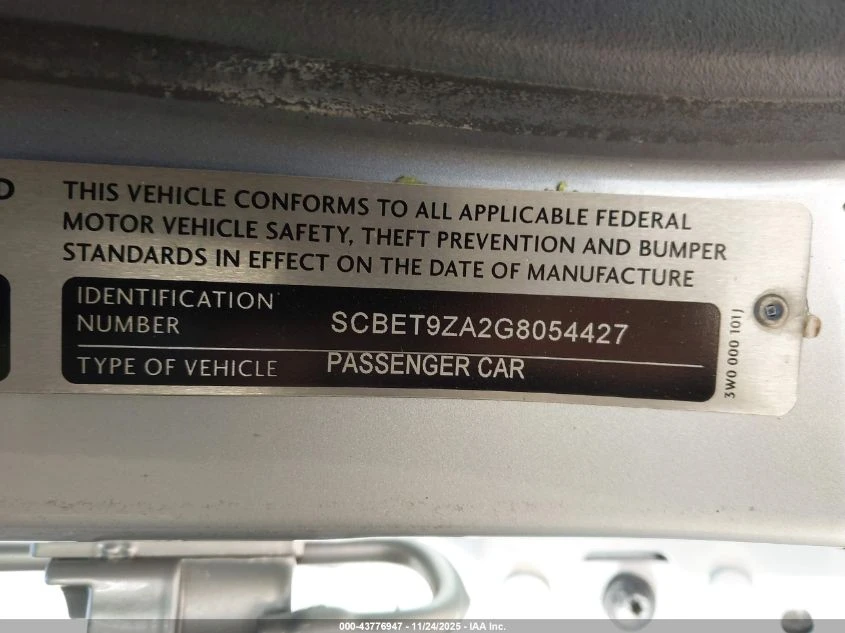 D
THIS VEHICLE CONFORMS TO ALL APPLICABLE FEDERAL
MOTOR VEHICLE SAFETY, THEFT PREVENTION AND BUMPER
STANDARDS IN EFFECT ON THE DATE OF MANUFACTURE
IDENTIFICATION
NUMBER SCBET9ZA2G8054427
TYPE OF VEHICLE PASSENGER CAR
3W0 000 101J
000-43776947 - 11/24/2025 - IAA Inc.